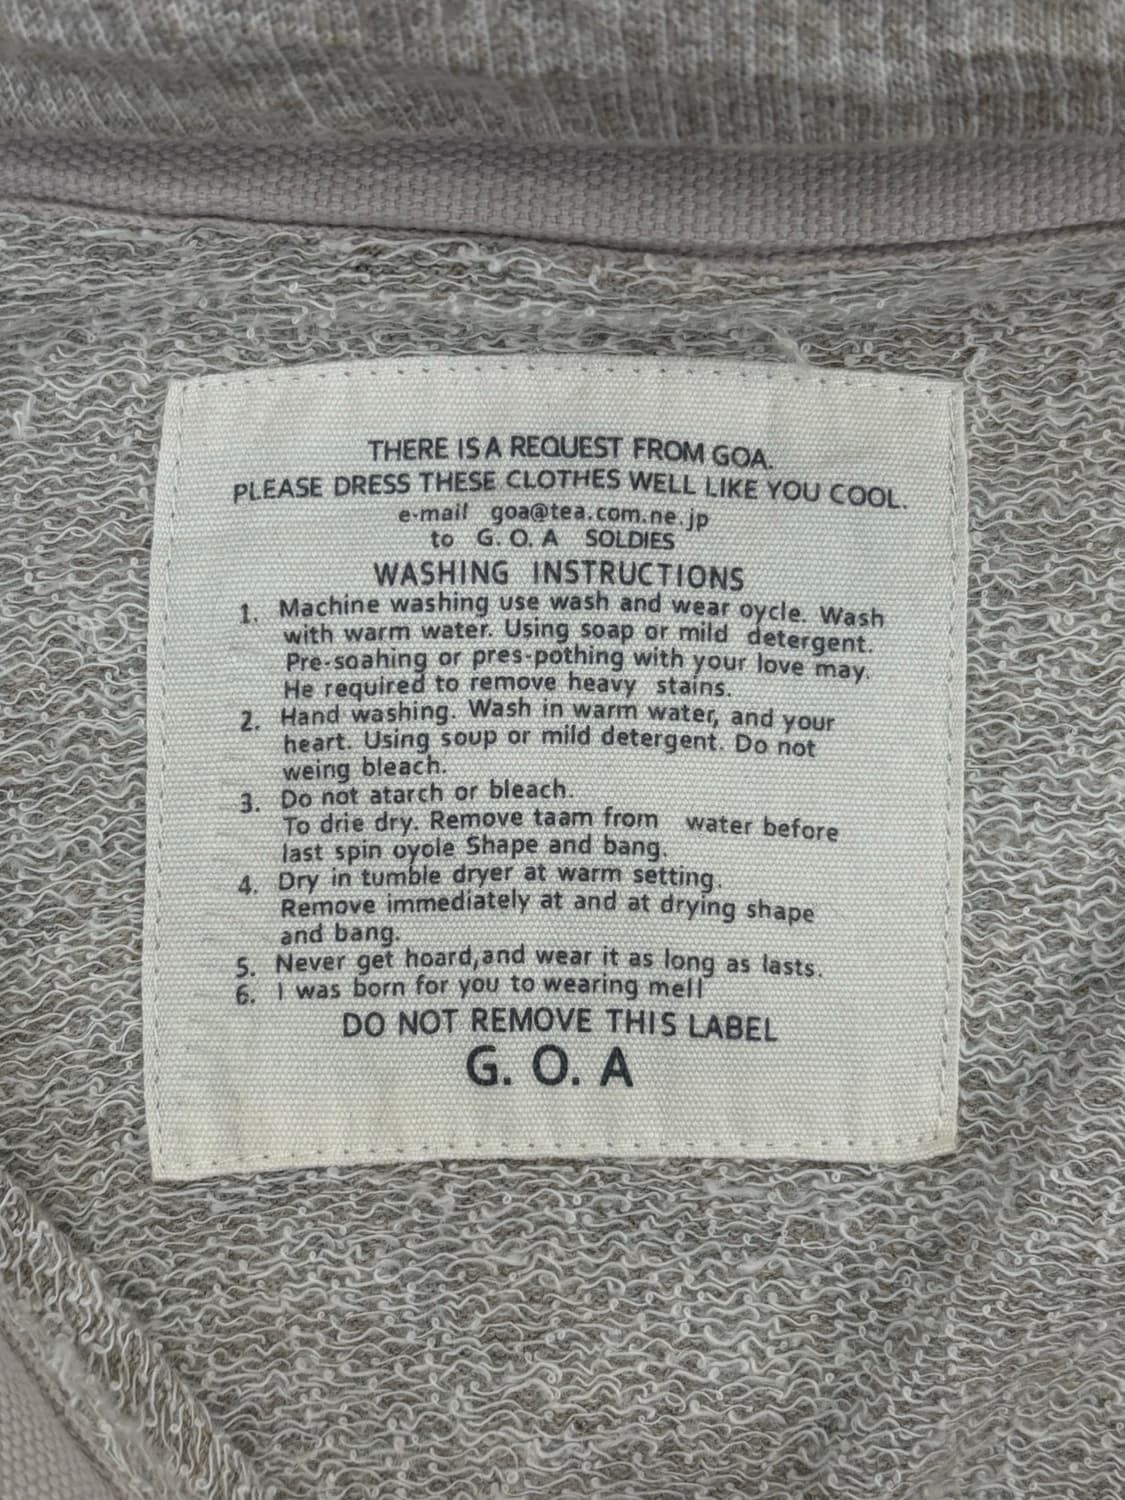 THERE IS A REQUEST FROM GOA.
PLEASE DRESS THESE CLOTHES WELL LIKE YOU COOL.
e-mail goa@tea.com.ne.jp
to G. O. A SOLDIES
WASHING INSTRUCTIONS
1. Machine washing use wash and wear oycle. Wash
with warm water. Using soap or mild detergent.
Pre-soahing or pres-pothing with your love may.
He required to remove heavy stains.
2. Hand washing. Wash in warm water, and your
heart. Using soup or mild detergent. Do not
weing bleach.
3. Do not atarch or bleach.
To drie dry. Remove taam from water before
last spin oyole Shape and bang.
4. Dry in tumble dryer at warm setting.
Remove immediately at and at drying shape
and bang.
5. Never get hoard,and wear it as long as lasts.
6. I was born for you to wearing mell
DO NOT REMOVE THIS LABEL
G. O. A